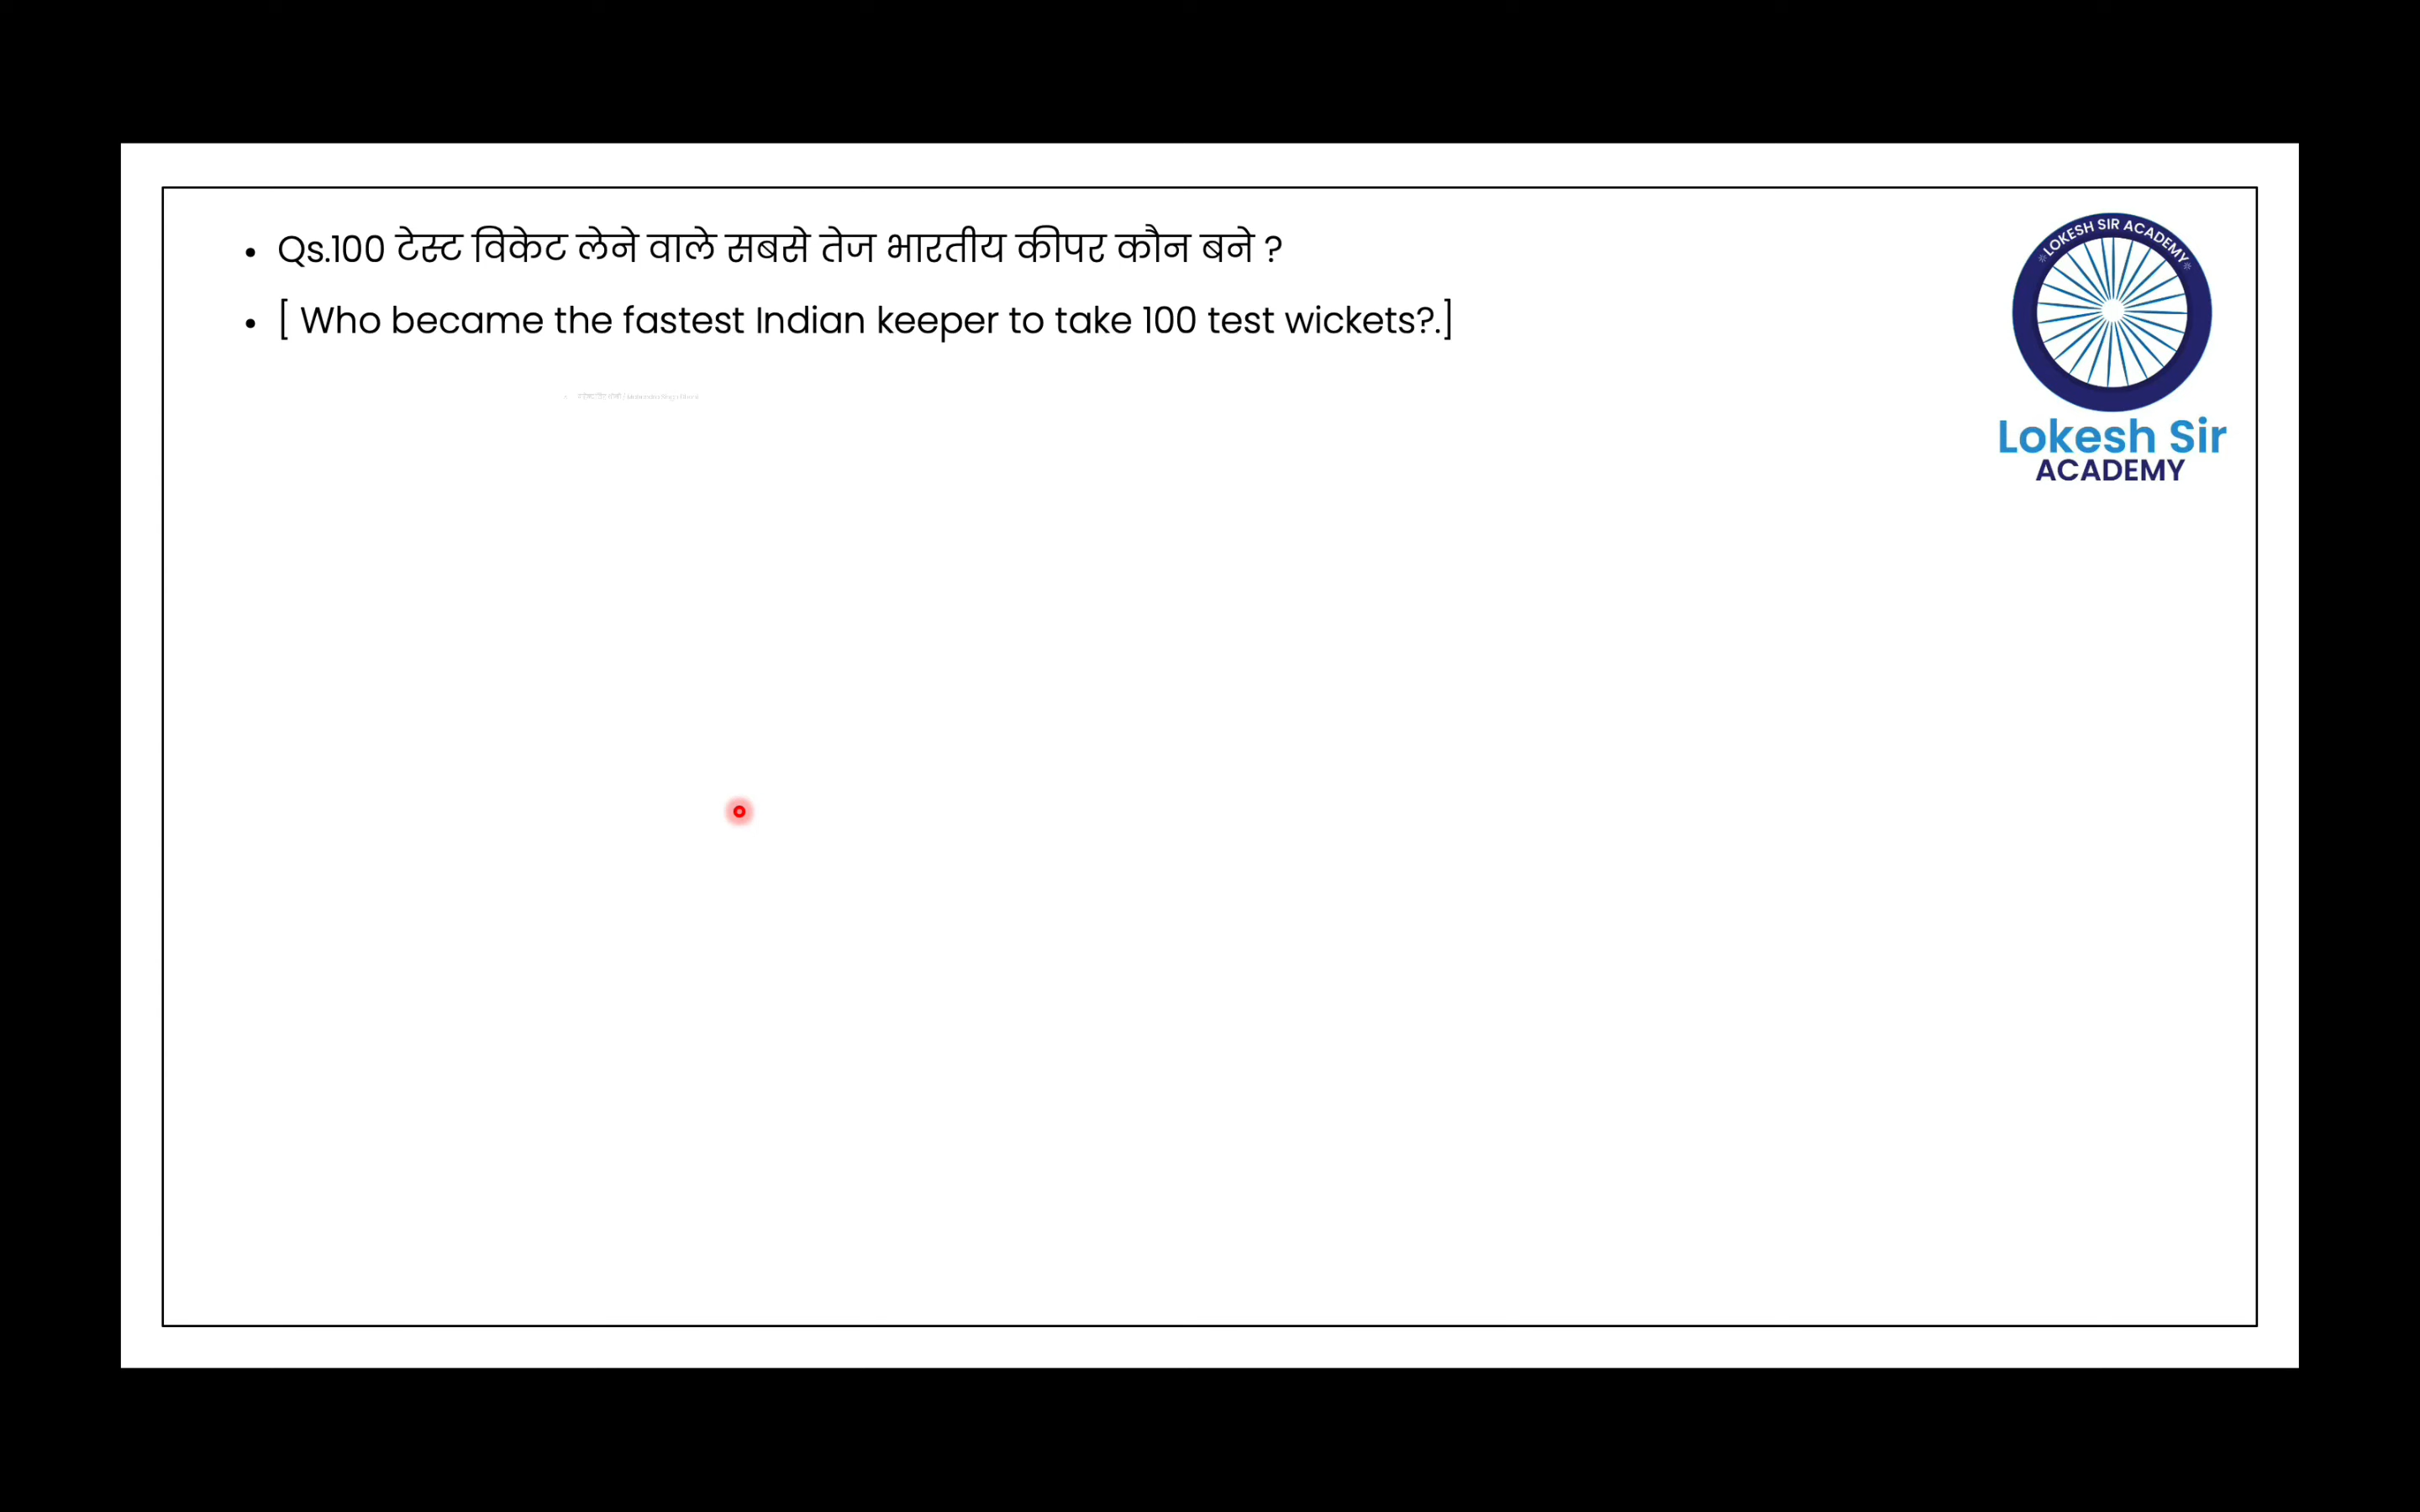 • Qs.100 टेस्ट विकेट लेने वाले सबसे तेज भारतीय कीपर कौन बने ?
• [ Who became the fastest Indian keeper to take 100 test wickets?.]
LOKESH SIR ACADEMY
Lokesh Sir
ACADEMY